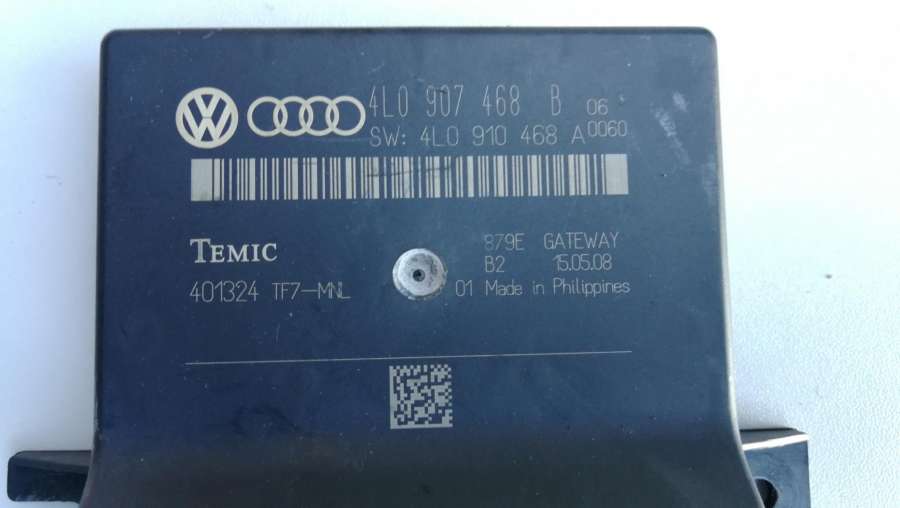 4L0 907 468 B 06
SW: 4L0 910 468 A 0060
TEMIC
879E GATEWAY
B2 15.05.08
401324 TF7-MNL
01 Made in Philippines